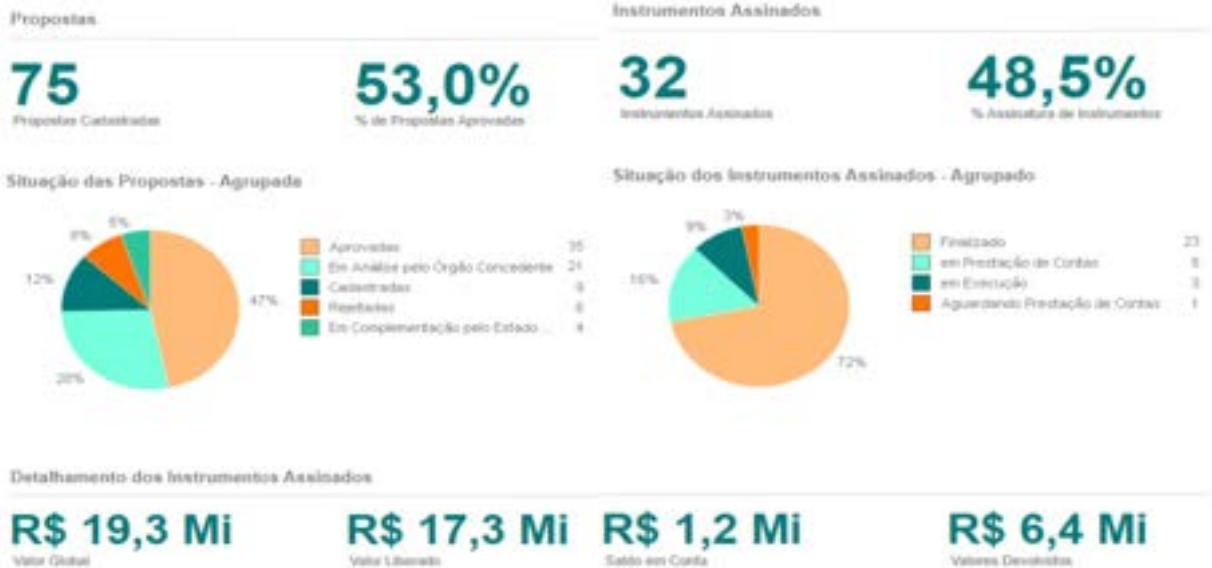 Propostas
75
Propostas Cadastradas
53,0%
% de Propostas Aprovadas
Instrumentos Assinados
32
Instrumentos Assinados
48,5%
% Assinatura de Instrumentos
Situação das Propostas - Agrupada
6%
8%
12%
47%
28%
Aprovadas 35
Em Análise pelo Órgão Concedente 21
Cadastradas 9
Rejeitadas 6
Em Complementação pelo Estado ... 4
Situação dos Instrumentos Assinados - Agrupado
3%
9%
16%
72%
Finalizado 23
em Prestação de Contas 5
em Execução 3
Aguardando Prestação de Contas 1
Detalhamento dos Instrumentos Assinados
R$ 19,3 Mi
Valor Global
R$ 17,3 Mi
Valor Liberado
R$ 1,2 Mi
Saldo em Conta
R$ 6,4 Mi
Valores Devolvidos